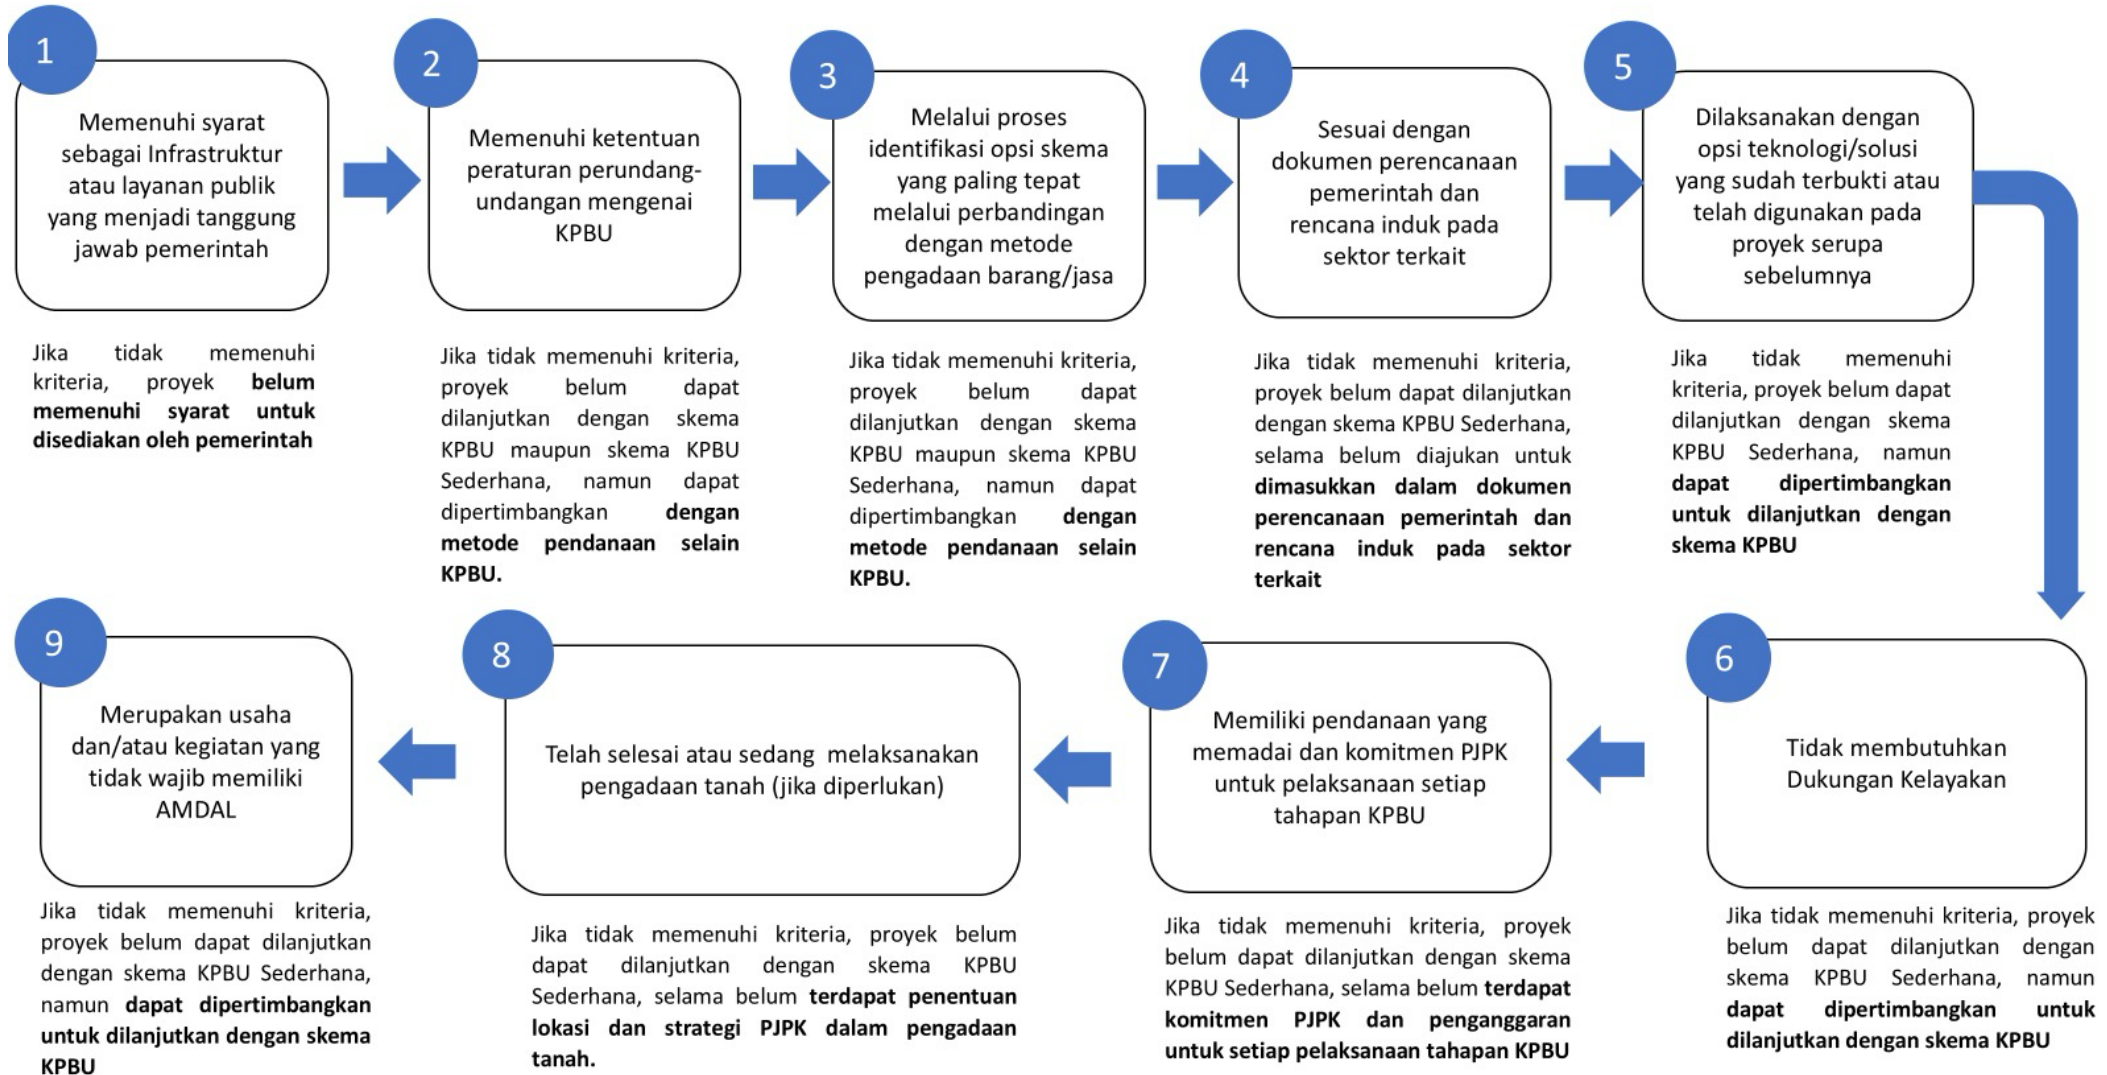 1
Memenuhi syarat
sebagai Infrastruktur
atau layanan publik
yang menjadi tanggung
jawab pemerintah
Jika tidak memenuhi
kriteria, proyek belum
memenuhi syarat untuk
disediakan oleh pemerintah
2
Memenuhi ketentuan
peraturan perundang-
undangan mengenai
KPBU
Jika tidak memenuhi kriteria,
proyek belum dapat
dilanjutkan dengan skema
KPBU maupun skema KPBU
Sederhana, namun dapat
dipertimbangkan dengan
metode pendanaan selain
KPBU.
3
Melalui proses
identifikasi opsi skema
yang paling tepat
melalui perbandingan
dengan metode
pengadaan barang/jasa
Jika tidak memenuhi kriteria,
proyek belum dapat
dilanjutkan dengan skema
KPBU maupun skema KPBU
Sederhana, namun dapat
dipertimbangkan dengan
metode pendanaan selain
KPBU.
4
Sesuai dengan
dokumen perencanaan
pemerintah dan
rencana induk pada
sektor terkait
Jika tidak memenuhi kriteria,
proyek belum dapat dilanjutkan
dengan skema KPBU Sederhana,
selama belum diajukan untuk
dimasukkan dalam dokumen
perencanaan pemerintah dan
rencana induk pada sektor
terkait
5
Dilaksanakan dengan
opsi teknologi/solusi
yang sudah terbukti atau
telah digunakan pada
proyek serupa
sebelumnya
Jika tidak memenuhi
kriteria, proyek belum dapat
dilanjutkan dengan skema
KPBU Sederhana, namun
dapat dipertimbangkan
untuk dilanjutkan dengan
skema KPBU
6
Tidak membutuhkan
Dukungan Kelayakan
Jika tidak memenuhi kriteria, proyek
belum dapat dilanjutkan dengan
skema KPBU Sederhana, namun
dapat dipertimbangkan untuk
dilanjutkan dengan skema KPBU
7
Memiliki pendanaan yang
memadai dan komitmen PJPK
untuk pelaksanaan setiap
tahapan KPBU
Jika tidak memenuhi kriteria, proyek
belum dapat dilanjutkan dengan skema
KPBU Sederhana, selama belum terdapat
komitmen PJPK dan penganggaran
untuk setiap pelaksanaan tahapan KPBU
8
Telah selesai atau sedang melaksanakan
pengadaan tanah (jika diperlukan)
Jika tidak memenuhi kriteria, proyek belum
dapat dilanjutkan dengan skema KPBU
Sederhana, selama belum terdapat penentuan
lokasi dan strategi PJPK dalam pengadaan
tanah.
9
Merupakan usaha
dan/atau kegiatan yang
tidak wajib memiliki
AMDAL
Jika tidak memenuhi kriteria,
proyek belum dapat dilanjutkan
dengan skema KPBU Sederhana,
namun dapat dipertimbangkan
untuk dilanjutkan dengan skema
KPBU